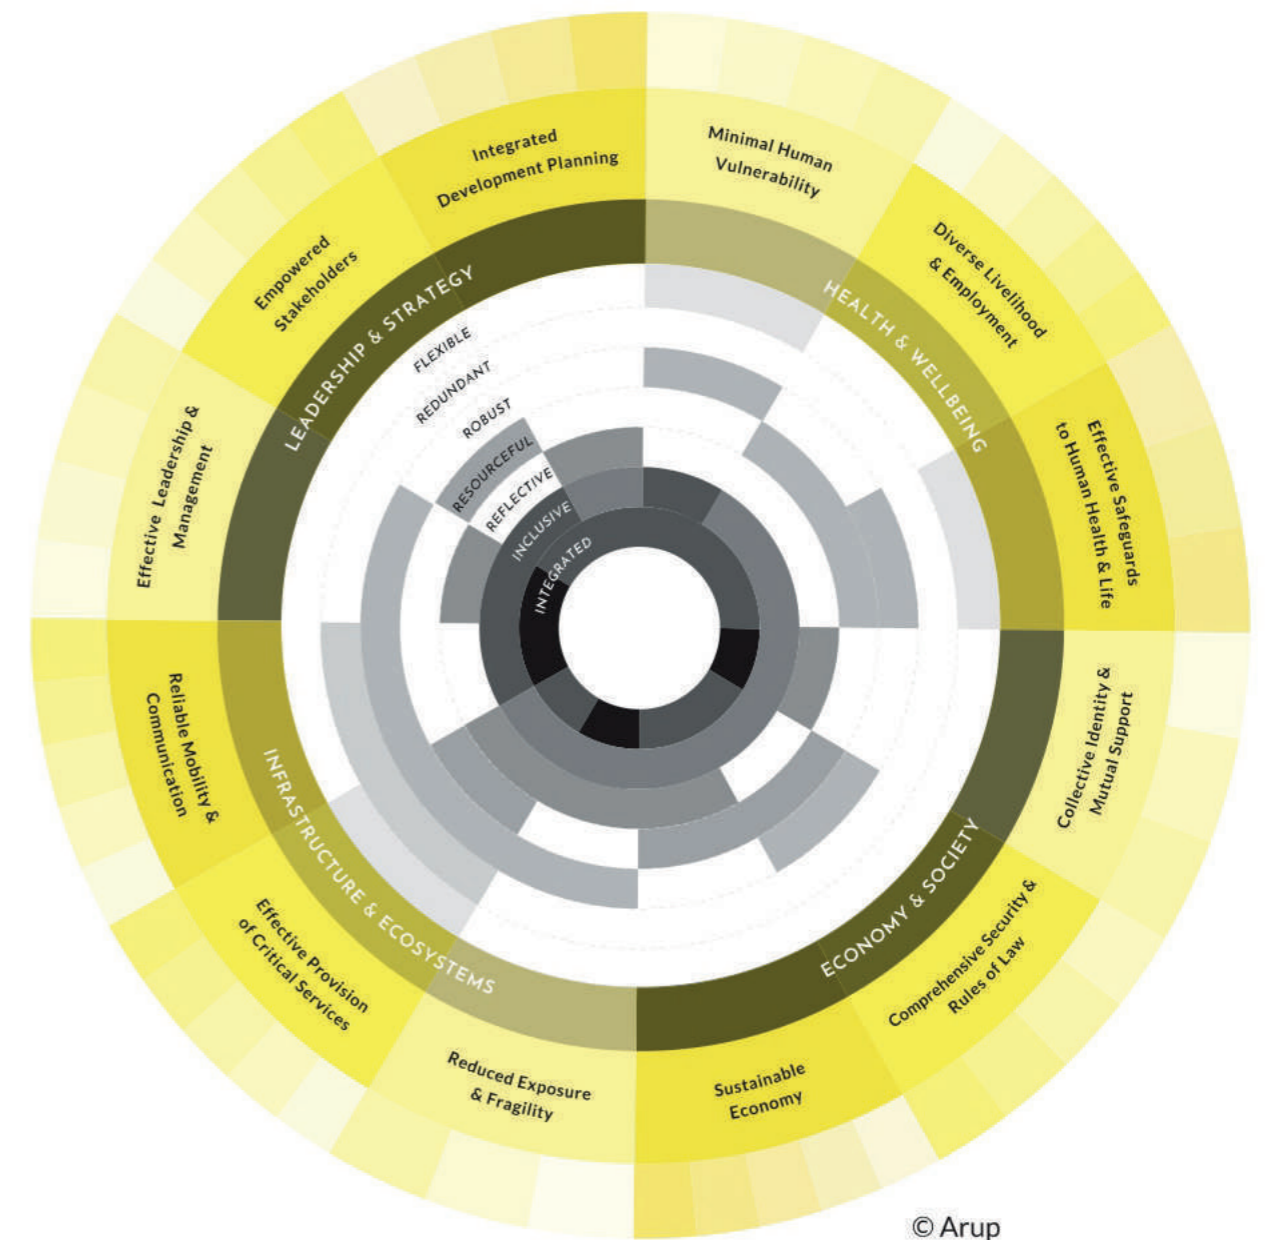 Integrated
Development Planning
Minimal Human
Vulnerability
Diverse Livelihood
& Employment
Effective Safeguards
to Human Health & Life
Collective Identity &
Mutual Support
Comprehensive Security &
Rules of Law
Sustainable
Economy
Reduced Exposure
& Fragility
Effective Provision
of Critical Services
Reliable Mobility &
Communication
Effective Leadership &
Management
Empowered
Stakeholders
LEADERSHIP & STRATEGY
HEALTH & WELLBEING
ECONOMY & SOCIETY
INFRASTRUCTURE & ECOSYSTEMS
FLEXIBLE
REDUNDANT
ROBUST
RESOURCEFUL
REFLECTIVE
INCLUSIVE
INTEGRATED
© Arup